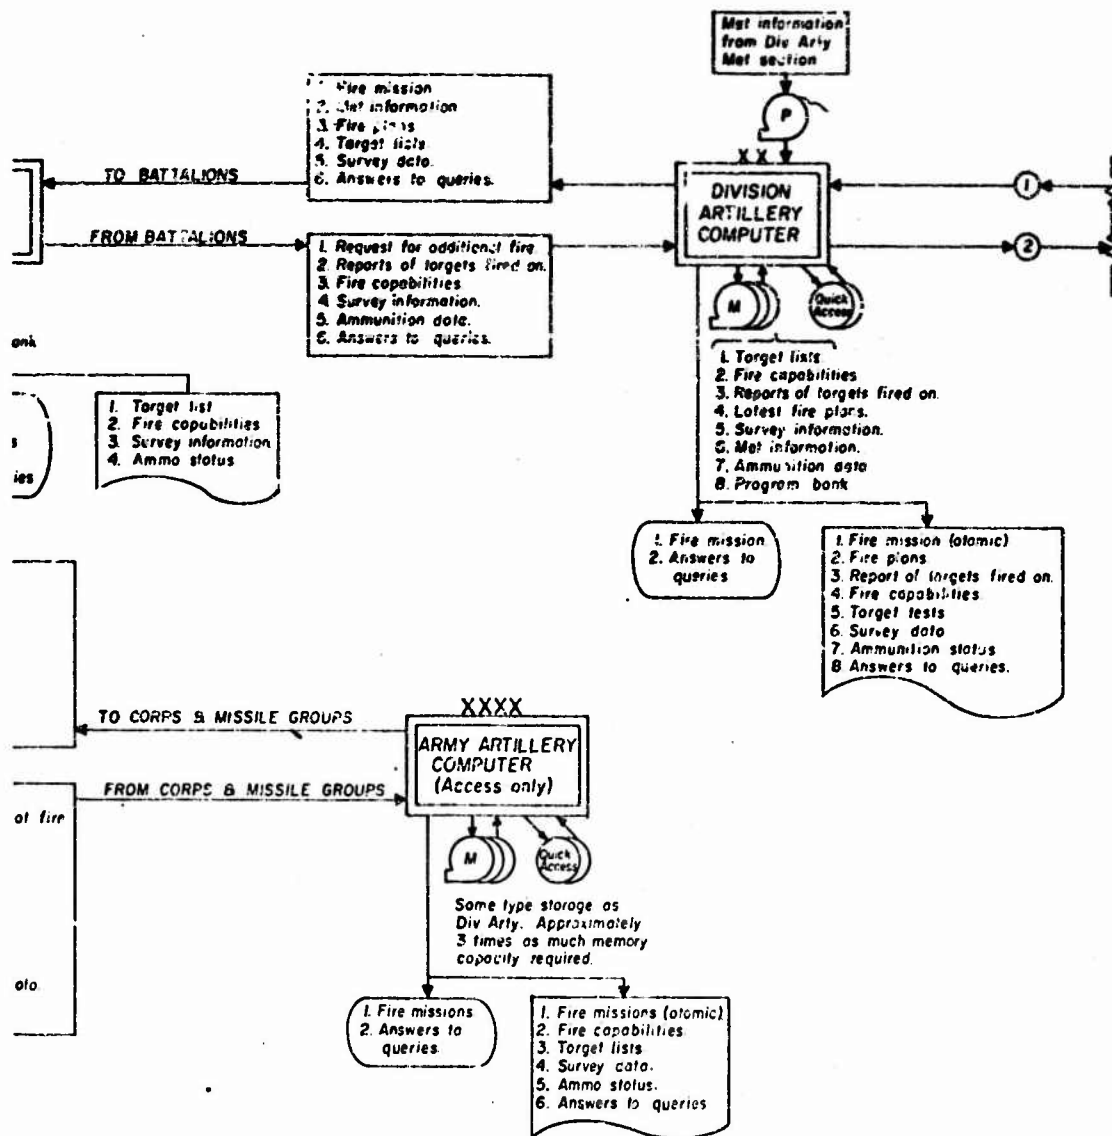 Met information
from Div Arty
Met section
P
1. Fire mission
2. Met information
3. Fire plans
4. Target lists
5. Survey data.
6. Answers to queries.
TO BATTALIONS
XX
DIVISION
ARTILLERY
COMPUTER
1
2
FROM BATTALIONS
1. Request for additional fire.
2. Reports of targets fired on.
3. Fire capabilities
4. Survey information.
5. Ammunition data.
6. Answers to queries.
M
Quick
Access
ank
1. Target list
2. Fire capabilities
3. Survey information
4. Ammo status
s
ies
1. Target lists
2. Fire capabilities
3. Reports of targets fired on.
4. Latest fire plans.
5. Survey information.
6. Met information.
7. Ammunition data
8. Program bank
1. Fire mission.
2. Answers to
queries
1. Fire mission (atomic)
2. Fire plans
3. Report of targets fired on.
4. Fire capabilities.
5. Target tests
6. Survey data
7. Ammunition status
8 Answers to queries.
XXXX
TO CORPS & MISSILE GROUPS
ARMY ARTILLERY
COMPUTER
(Access only)
FROM CORPS & MISSILE GROUPS
of fire
M
Quick
Access
Same type storage as
Div Arty. Approximately
3 times as much memory
capacity required.
ata.
1. Fire missions
2. Answers to
queries
1. Fire missions (atomic)
2. Fire capabilities.
3. Target lists
4. Survey data.
5. Ammo status.
6. Answers to queries